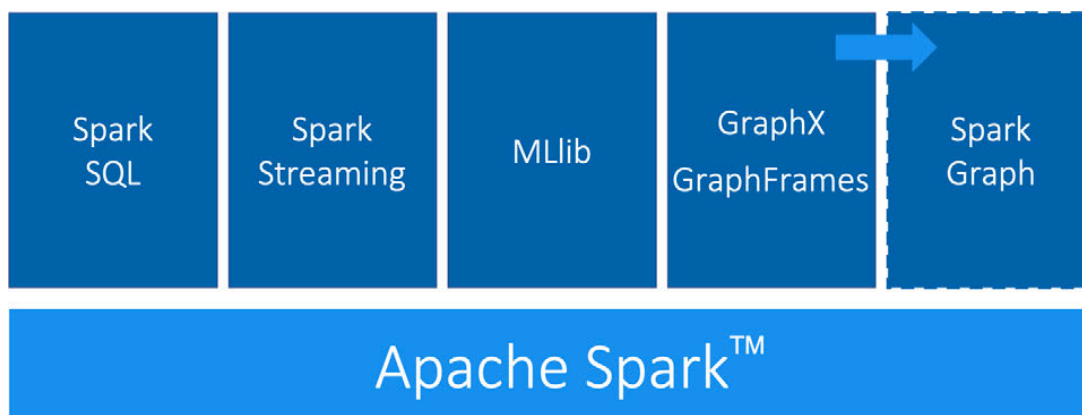 Spark
SQL
Spark
Streaming
MLlib
GraphX
GraphFrames
Spark
Graph
Apache Spark™